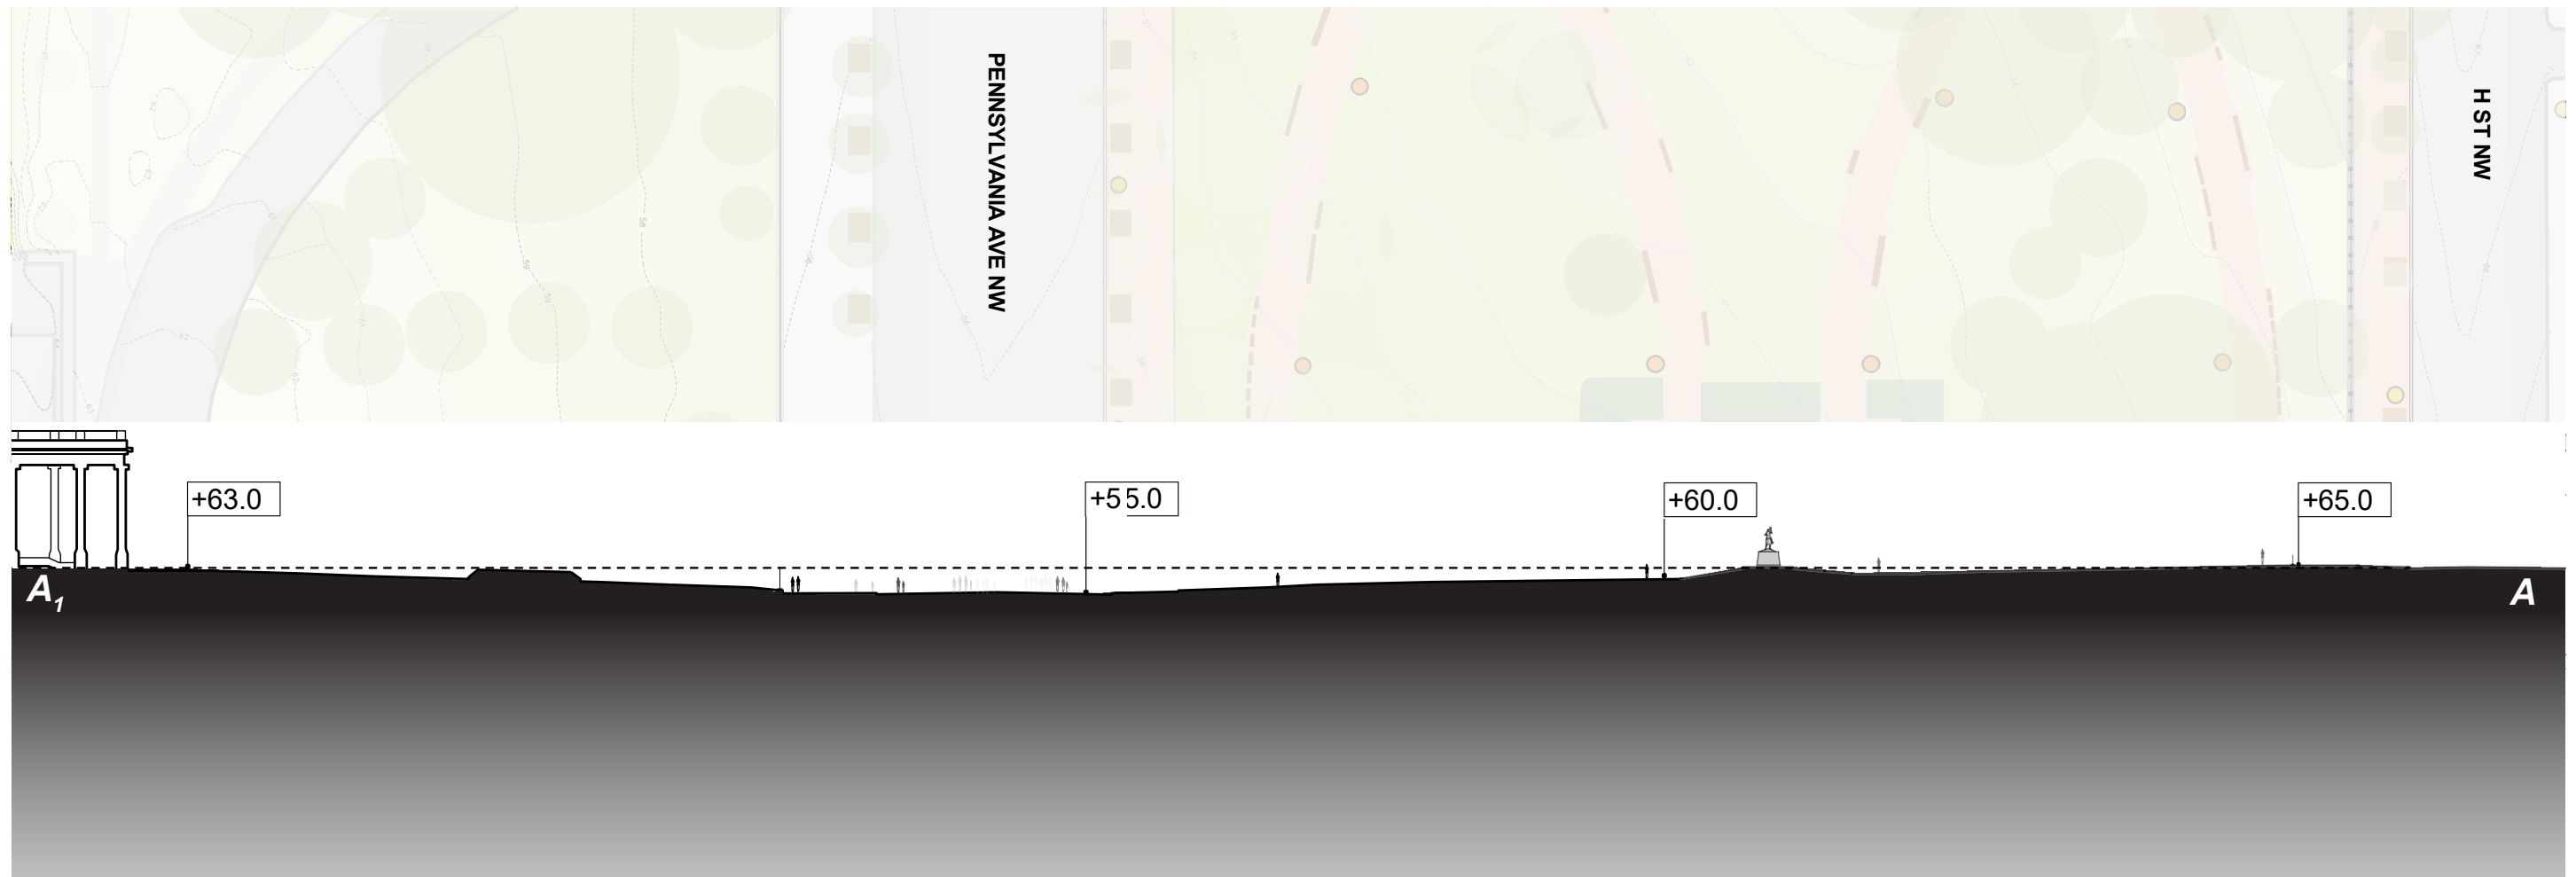 PENNSYLVANIA AVE NW
H ST NW
+63.0
+55.0
+60.0
+65.0
A1
A